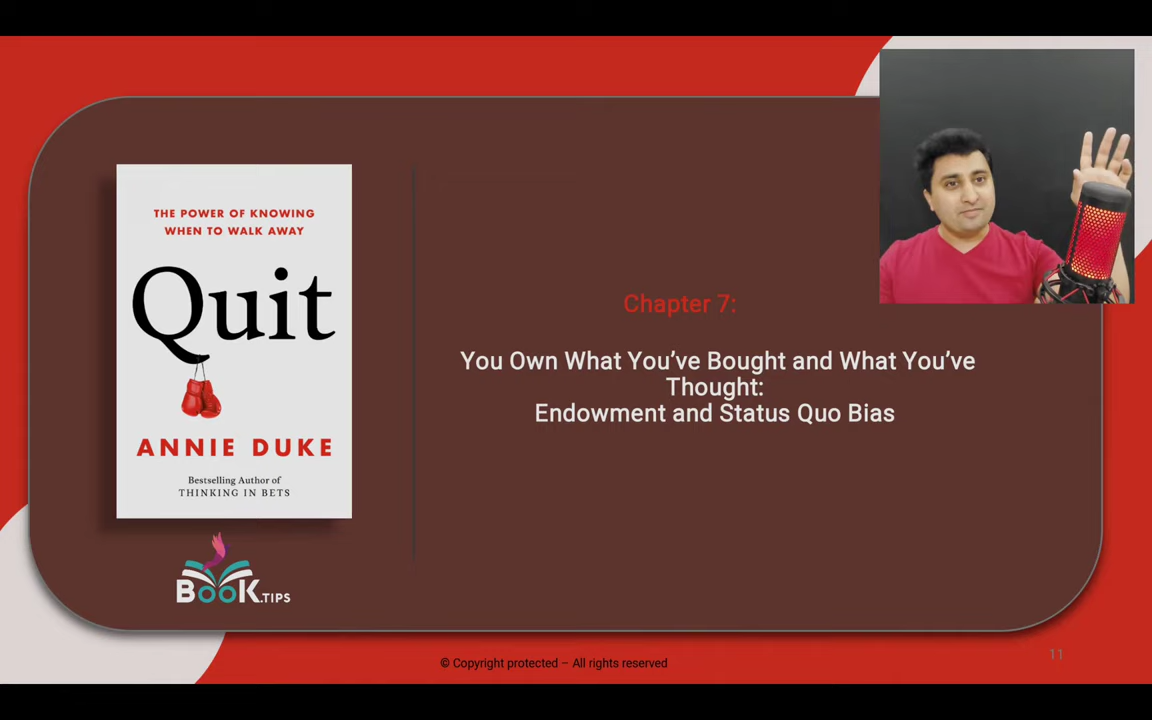 THE POWER OF KNOWING
WHEN TO WALK AWAY
Quit
ANNIE DUKE
Bestselling Author of
THINKING IN BETS
BOOK.TIPS
Chapter 7:
You Own What You’ve Bought and What You’ve
Thought:
Endowment and Status Quo Bias
© Copyright protected – All rights reserved
11